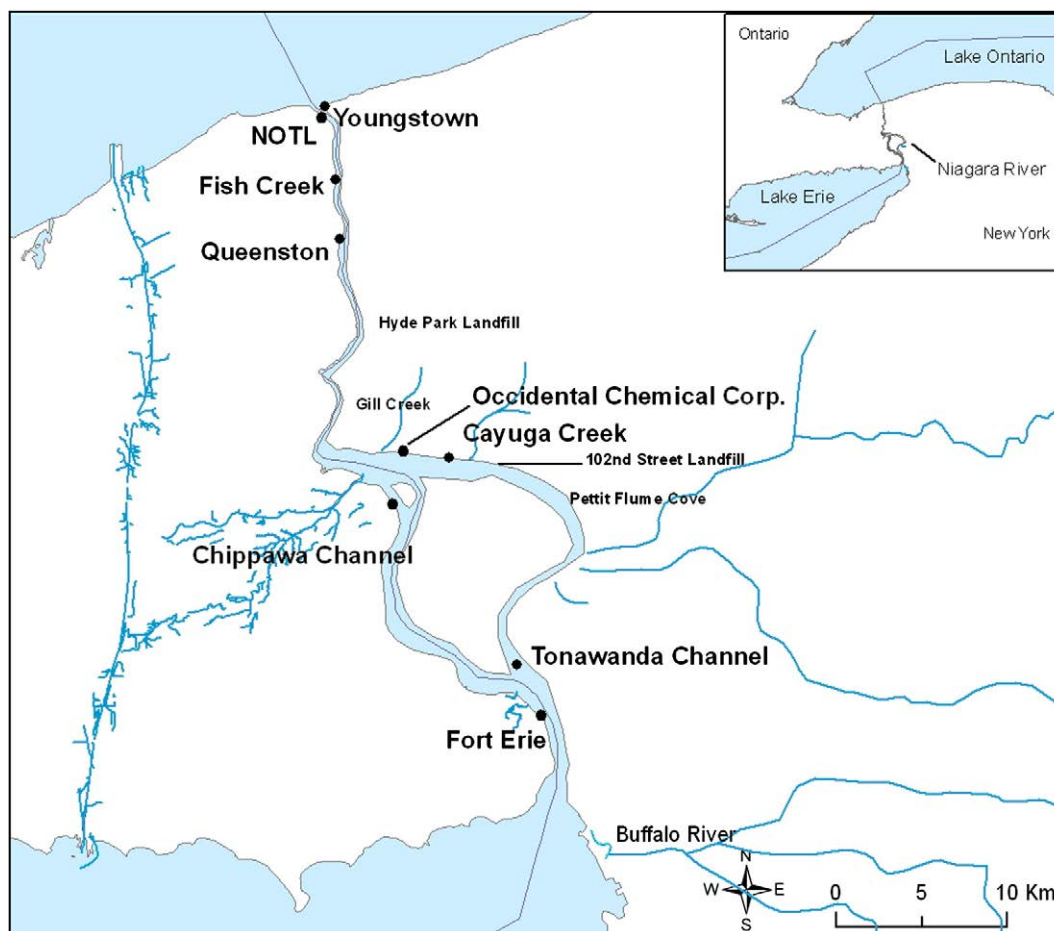 Ontario
Lake Ontario
Niagara River
Lake Erie
New York
Youngstown
NOTL
Fish Creek
Queenston
Hyde Park Landfill
Gill Creek
Occidental Chemical Corp.
Cayuga Creek
102nd Street Landfill
Pettit Flume Cove
Chippawa Channel
Tonawanda Channel
Fort Erie
Buffalo River
N
W E
S
0 5 10 Km